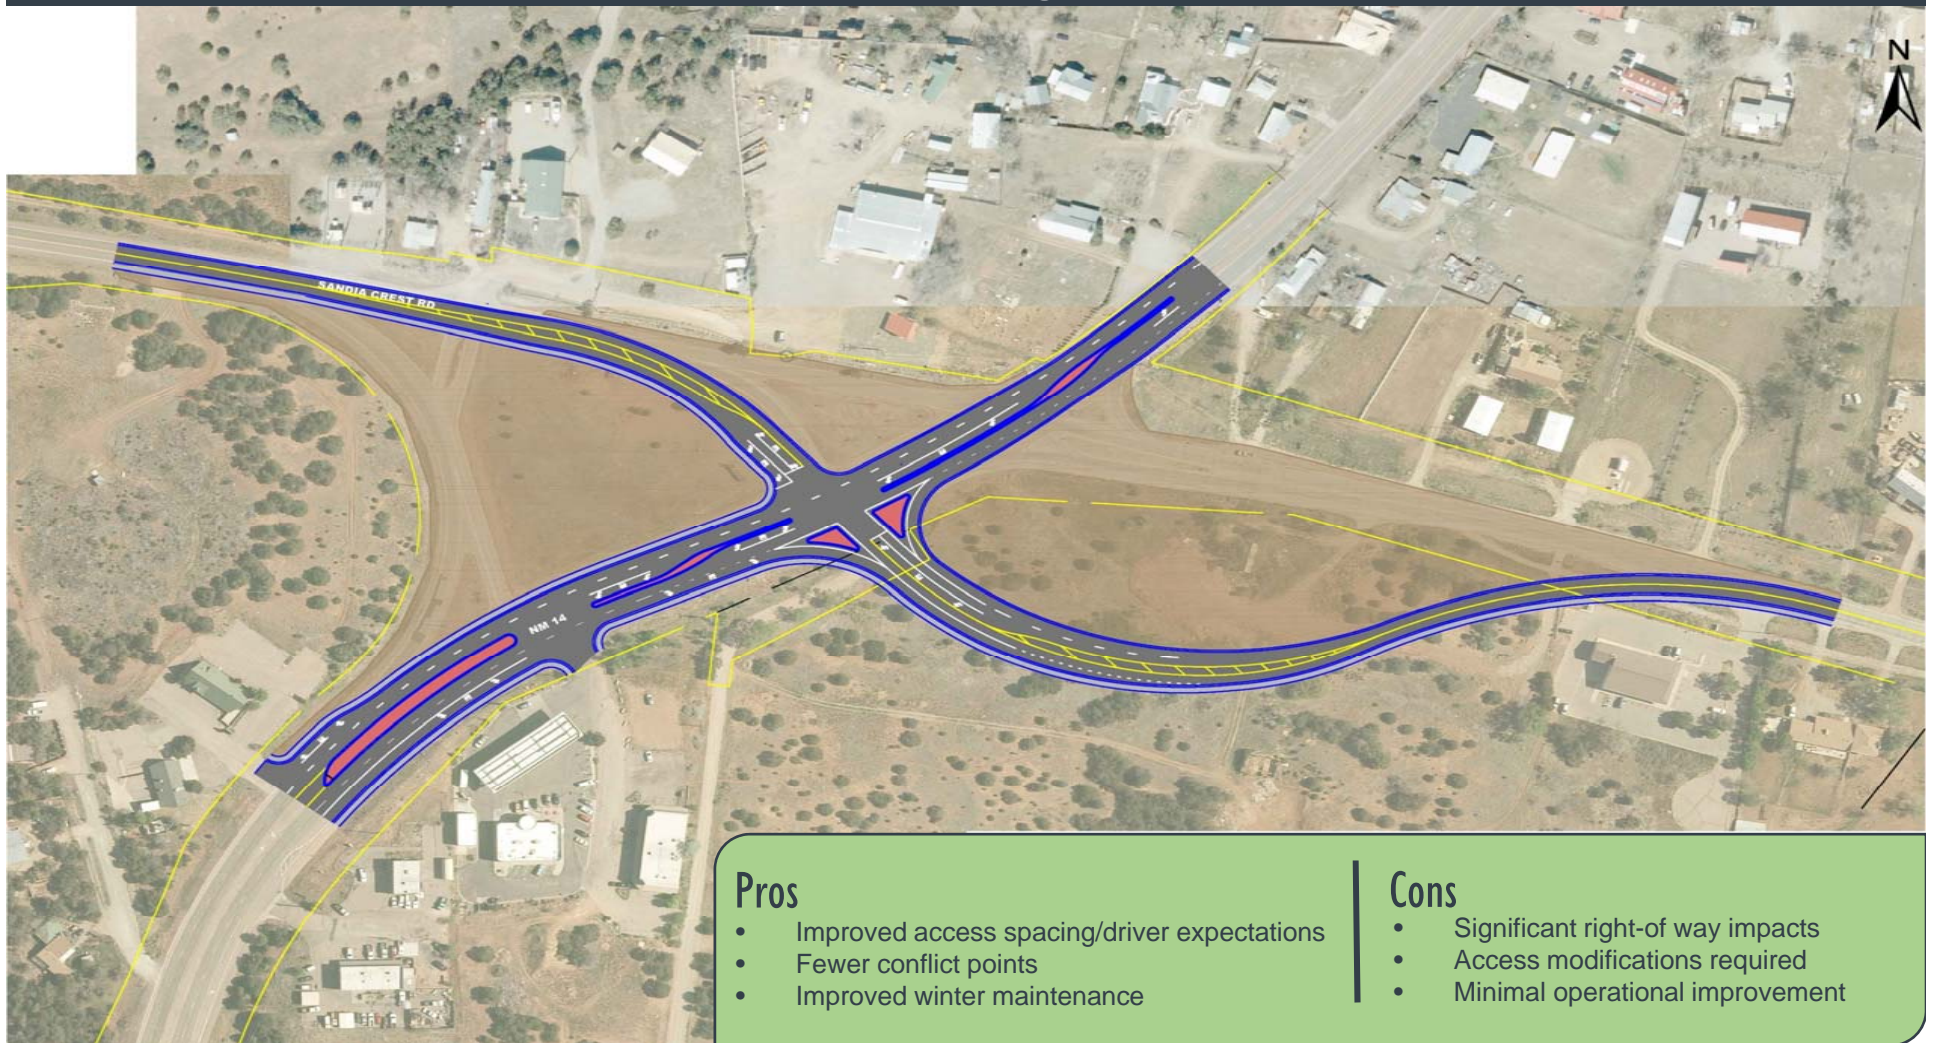 N
SANDIA CREST RD
NM 14
Pros
• Improved access spacing/driver expectations
• Fewer conflict points
• Improved winter maintenance
Cons
• Significant right-of way impacts
• Access modifications required
• Minimal operational improvement